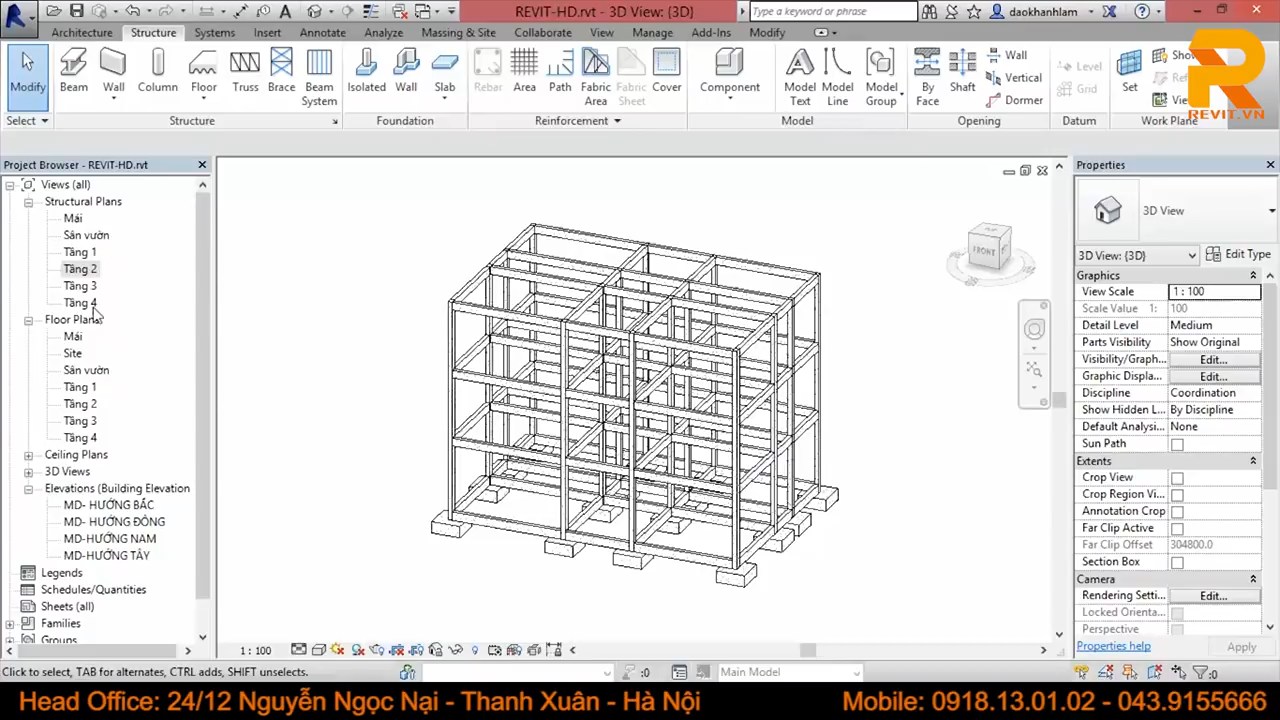 REVIT-HD.rvt - 3D View: {3D}
Type a keyword or phrase
daokhanhlam
Architecture Structure Systems Insert Annotate Analyze Massing & Site Collaborate View Manage Add-Ins Modify
Modify
Beam
Wall
Column
Floor
Truss
Brace
Beam
System
Isolated
Wall
Slab
Rebar
Area
Path
Fabric
Area
Fabric
Sheet
Cover
Component
Model
Text
Model
Line
Model
Group
By
Face
Shaft
Wall
Vertical
Dormer
Level
Grid
Set
Select
Structure
Foundation
Reinforcement
Model
Opening
Datum
Work Plane
REVIT.VN
Project Browser - REVIT-HD.rvt
Views (all)
Structural Plans
Mái
Sân vườn
Tầng 1
Tầng 2
Tầng 3
Tầng 4
Floor Plans
Mái
Site
Sân vườn
Tầng 1
Tầng 2
Tầng 3
Tầng 4
Ceiling Plans
3D Views
Elevations (Building Elevation
MD- HƯỚNG BẮC
MD- HƯỚNG ĐÔNG
MD-HƯỚNG NAM
MD-HƯỚNG TÂY
Legends
Schedules/Quantities
Sheets (all)
Families
Groups
FRONT
1 : 100
Properties
3D View
3D View: {3D}
Edit Type
Graphics
View Scale 1 : 100
Scale Value 1: 100
Detail Level Medium
Parts Visibility Show Original
Visibility/Graph... Edit...
Graphic Displa... Edit...
Discipline Coordination
Show Hidden L... By Discipline
Default Analysi... None
Sun Path
Extents
Crop View
Crop Region Vi...
Annotation Crop
Far Clip Active
Far Clip Offset 304800.0
Section Box
Camera
Rendering Setti... Edit...
Locked Orienta...
Perspective
Properties help
Apply
Click to select, TAB for alternates, CTRL adds, SHIFT unselects.
:0
Main Model
:0
Head Office: 24/12 Nguyễn Ngọc Nại - Thanh Xuân - Hà Nội
Mobile: 0918.13.01.02 - 043.9155666